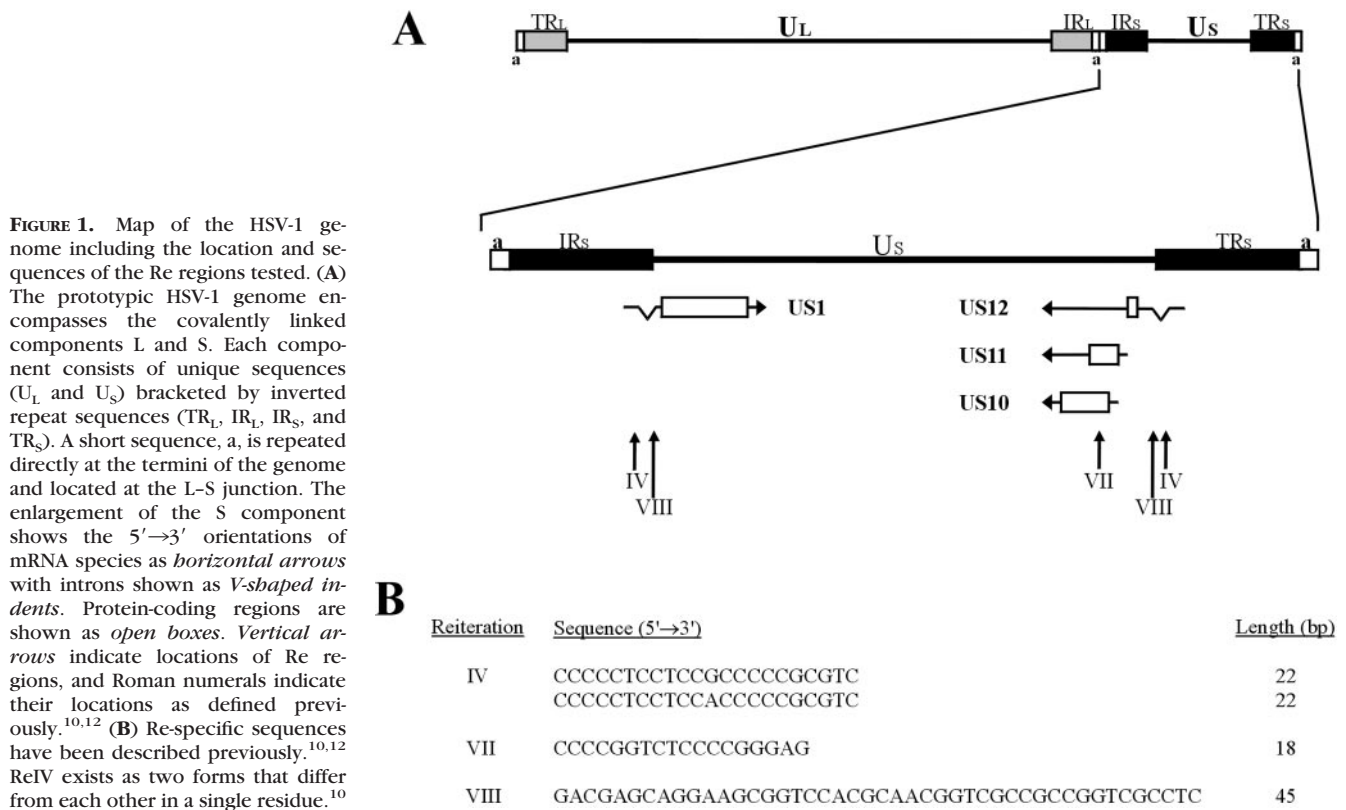 FIGURE 1. Map of the HSV-1 ge-
nome including the location and se-
quences of the Re regions tested. (A)
The prototypic HSV-1 genome en-
compasses the covalently linked
components L and S. Each compo-
nent consists of unique sequences
(UL and US) bracketed by inverted
repeat sequences (TRL, IRL, IRS, and
TRS). A short sequence, a, is repeated
directly at the termini of the genome
and located at the L–S junction. The
enlargement of the S component
shows the 5′→3′ orientations of
mRNA species as horizontal arrows
with introns shown as V-shaped in-
dents. Protein-coding regions are
shown as open boxes. Vertical ar-
rows indicate locations of Re re-
gions, and Roman numerals indicate
their locations as defined previ-
ously.10,12 (B) Re-specific sequences
have been described previously.10,12
ReIV exists as two forms that differ
from each other in a single residue.10
A
TRL UL IRL IRS US TRS
a a a
a IRS US TRS a
US1 US12
US11
US10
IV VII IV
VIII VIII
B
Reiteration Sequence (5'→3') Length (bp)
IV CCCCCTCCTCCGCCCCCGCGTC 22
CCCCCTCCTCCACCCCCGCGTC 22
VII CCCCGGTCTCCCCGGGAG 18
VIII GACGAGCAGGAAGCGGTCCACGCAACGGTCGCCGCCGGTCGCCTC 45